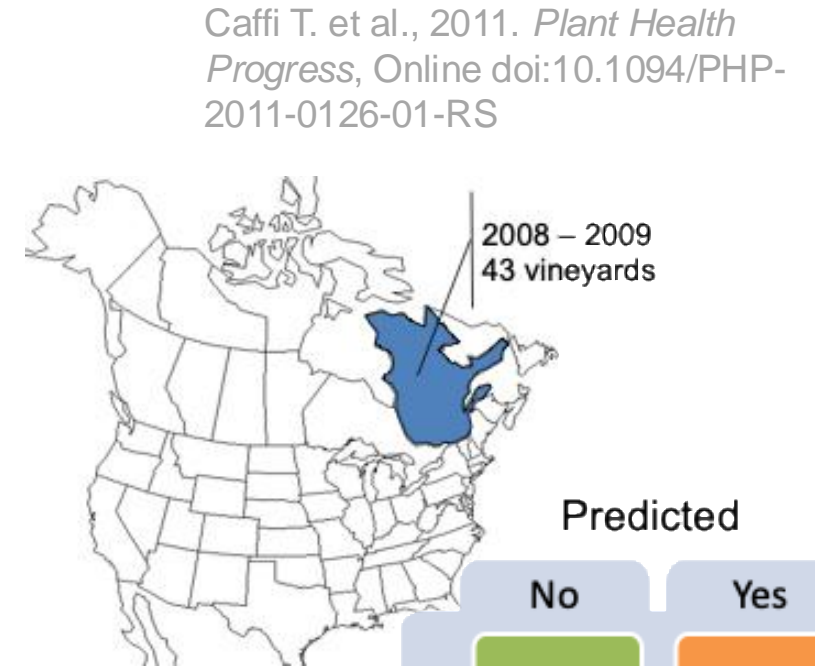 Caffi T. et al., 2011. Plant Health
Progress, Online doi:10.1094/PHP-
2011-0126-01-RS
2008 – 2009
43 vineyards
Predicted
No
Yes